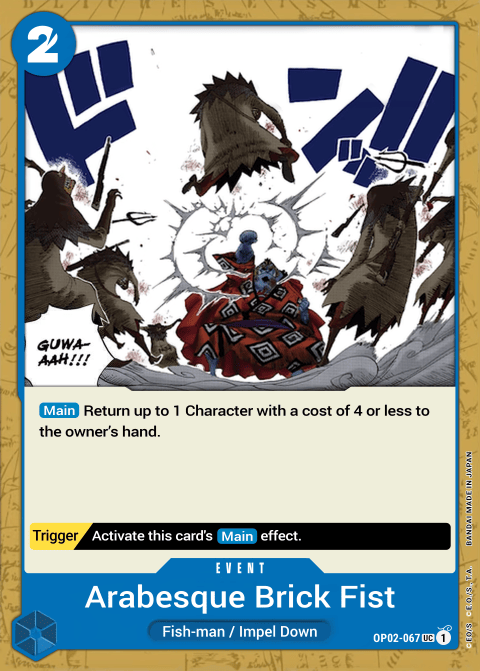 2
ドドド
GUWA-
AAH!!!
Main Return up to 1 Character with a cost of 4 or less to
the owner's hand.
Trigger Activate this card's Main effect.
EVENT
Arabesque Brick Fist
Fish-man / Impel Down
OP02-067 UC 1
BANDAI MADE IN JAPAN
©E.O./S. ©E.O./S.,T.A.